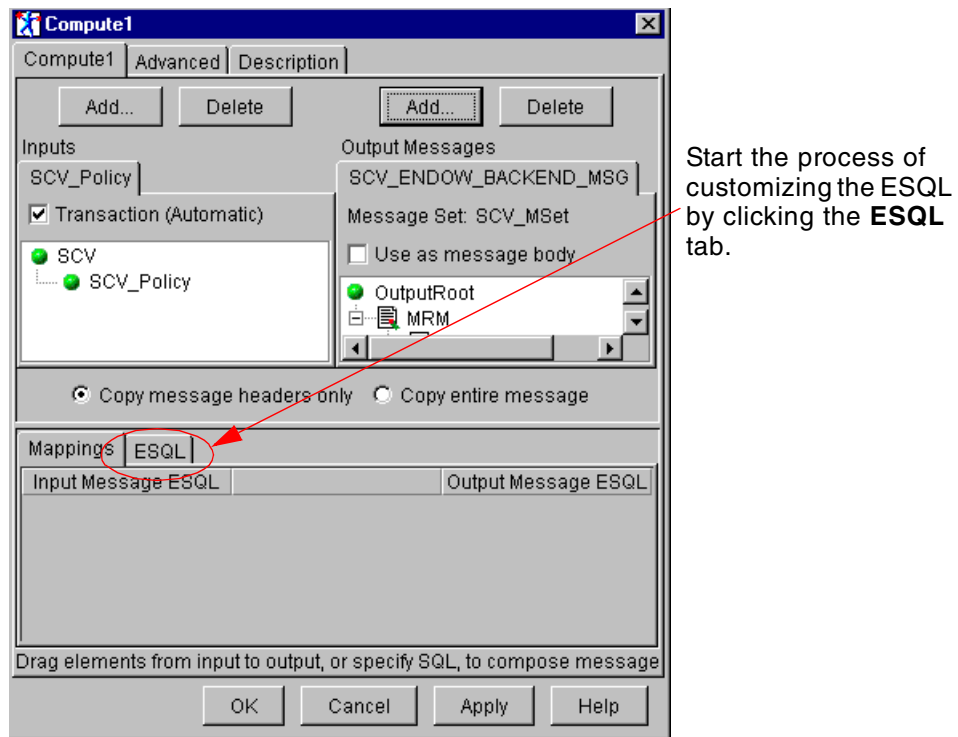 Compute1
Compute1 Advanced Description
Add... Delete Add... Delete
Inputs Output Messages
SCV_Policy SCV_ENDOW_BACKEND_MSG
Transaction (Automatic) Message Set: SCV_MSet
Use as message body
SCV
SCV_Policy
OutputRoot
MRM
Copy message headers only Copy entire message
Mappings ESQL
Input Message ESQL Output Message ESQL
Drag elements from input to output, or specify SQL, to compose message
OK Cancel Apply Help
Start the process of
customizing the ESQL
by clicking the ESQL
tab.